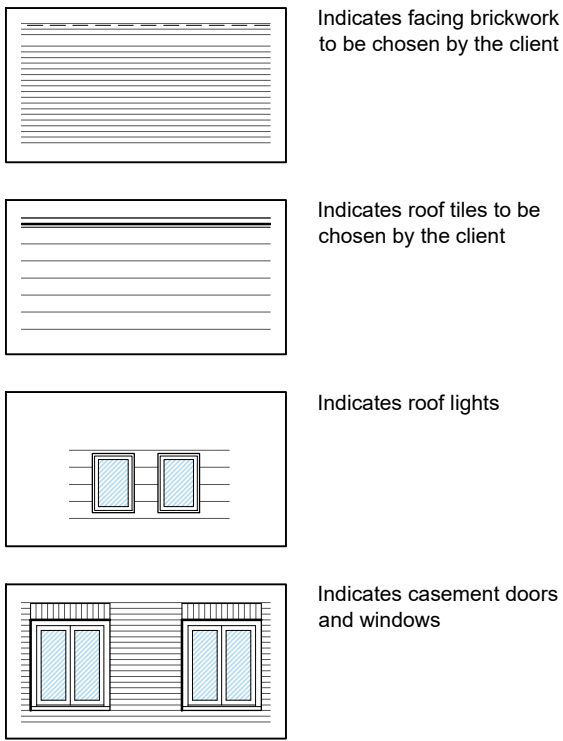 Indicates facing brickwork
to be chosen by the client
Indicates roof tiles to be
chosen by the client
Indicates roof lights
Indicates casement doors
and windows